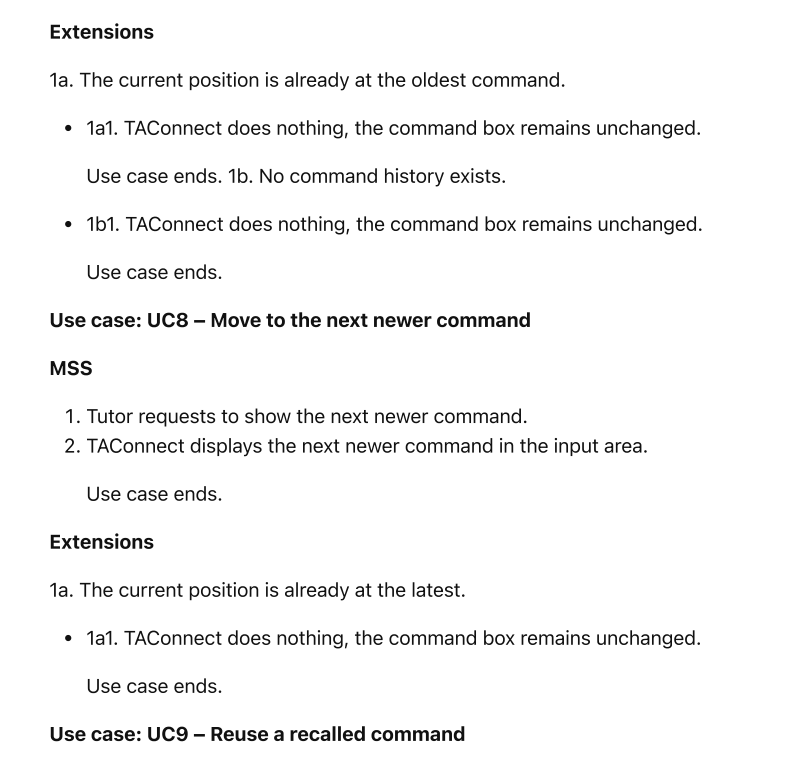 Extensions
1a. The current position is already at the oldest command.
• 1a1. TAConnect does nothing, the command box remains unchanged.
Use case ends. 1b. No command history exists.
• 1b1. TAConnect does nothing, the command box remains unchanged.
Use case ends.
Use case: UC8 – Move to the next newer command
MSS
1. Tutor requests to show the next newer command.
2. TAConnect displays the next newer command in the input area.
Use case ends.
Extensions
1a. The current position is already at the latest.
• 1a1. TAConnect does nothing, the command box remains unchanged.
Use case ends.
Use case: UC9 – Reuse a recalled command